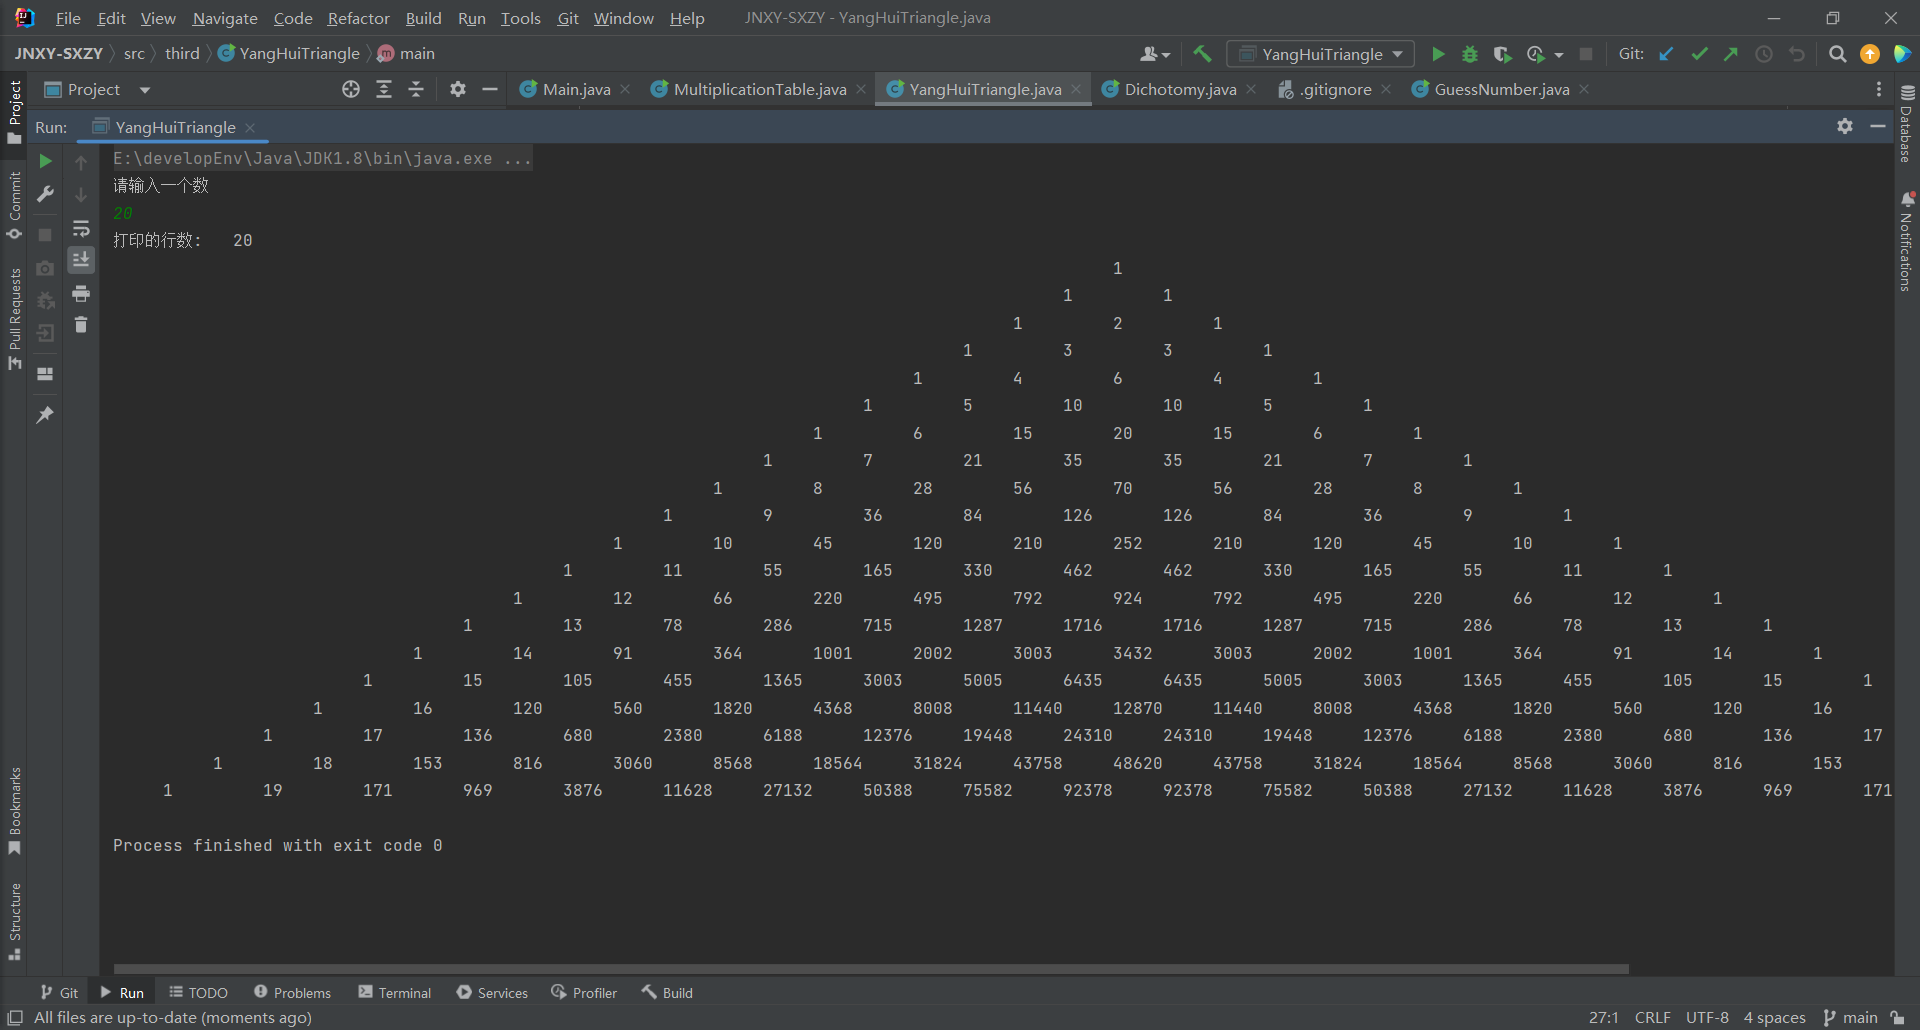 File Edit View Navigate Code Refactor Build Run Tools Git Window Help JNXY-SXZY - YangHuiTriangle.java
JNXY-SXZY src third YangHuiTriangle main YangHuiTriangle Git:
Project Main.java MultiplicationTable.java YangHuiTriangle.java Dichotomy.java .gitignore GuessNumber.java
Run: YangHuiTriangle
E:\developEnv\Java\JDK1.8\bin\java.exe ...
请输入一个数
20
打印的行数: 20
1
1 1
1 2 1
1 3 3 1
1 4 6 4 1
1 5 10 10 5 1
1 6 15 20 15 6 1
1 7 21 35 35 21 7 1
1 8 28 56 70 56 28 8 1
1 9 36 84 126 126 84 36 9 1
1 10 45 120 210 252 210 120 45 10 1
1 11 55 165 330 462 462 330 165 55 11 1
1 12 66 220 495 792 924 792 495 220 66 12 1
1 13 78 286 715 1287 1716 1716 1287 715 286 78 13 1
1 14 91 364 1001 2002 3003 3432 3003 2002 1001 364 91 14 1
1 15 105 455 1365 3003 5005 6435 6435 5005 3003 1365 455 105 15 1
1 16 120 560 1820 4368 8008 11440 12870 11440 8008 4368 1820 560 120 16
1 17 136 680 2380 6188 12376 19448 24310 24310 19448 12376 6188 2380 680 136 17
1 18 153 816 3060 8568 18564 31824 43758 48620 43758 31824 18564 8568 3060 816 153
1 19 171 969 3876 11628 27132 50388 75582 92378 92378 75582 50388 27132 11628 3876 969 171
Process finished with exit code 0
Project
Commit
Pull Requests
Bookmarks
Structure
Database
Notifications
Git Run TODO Problems Terminal Services Profiler Build
All files are up-to-date (moments ago) 27:1 CRLF UTF-8 4 spaces main